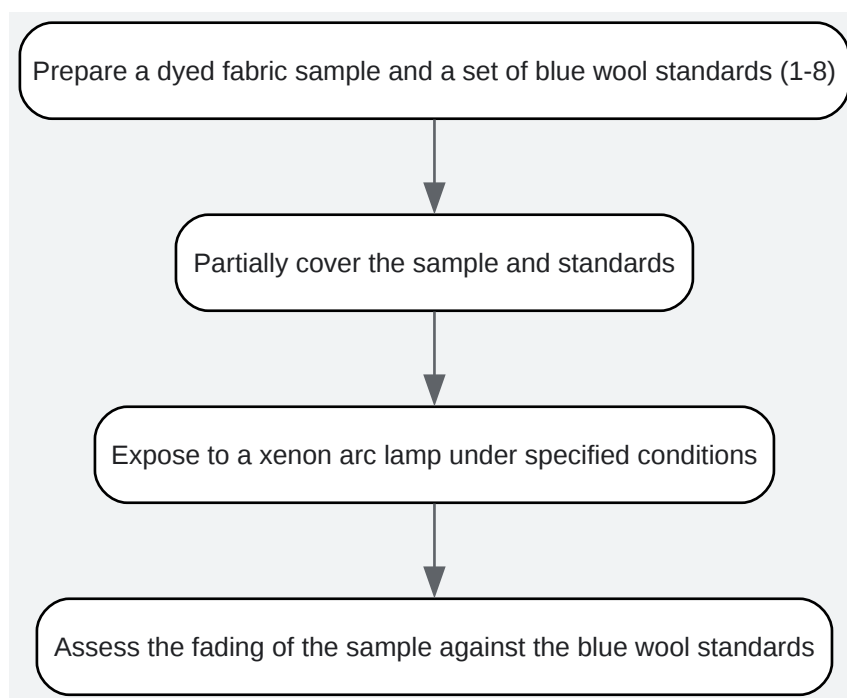 Prepare a dyed fabric sample and a set of blue wool standards (1-8)
Partially cover the sample and standards
Expose to a xenon arc lamp under specified conditions
Assess the fading of the sample against the blue wool standards